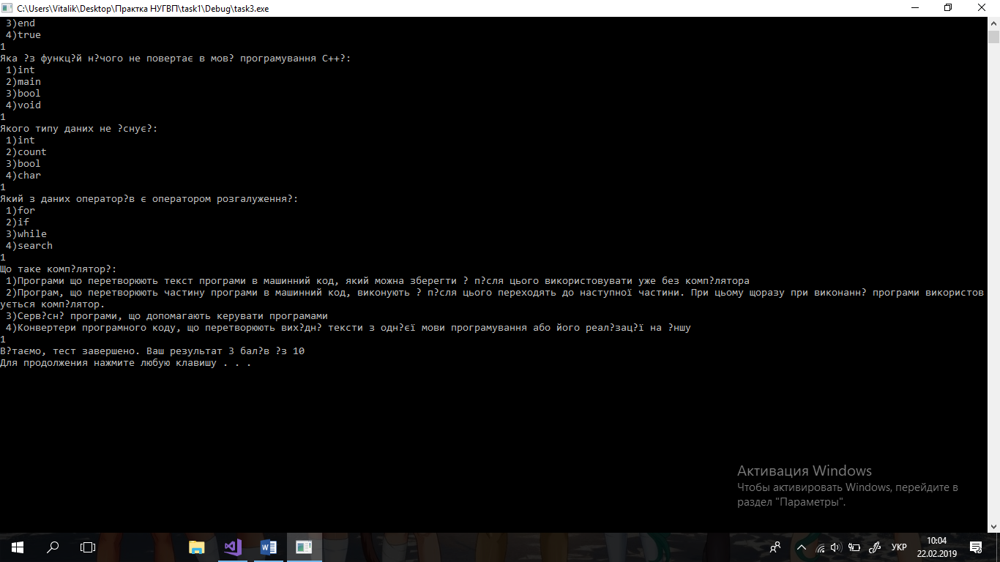 C:\Users\Vitalik\Desktop\Практка НУГВП\task1\Debug\task3.exe
3)end
4)true
1
Яка ?з функц?й н?чого не повертає в мов? програмування C++?:
1)int
2)main
3)bool
4)void
1
Якого типу даних не ?снує?:
1)int
2)count
3)bool
4)char
1
Який з даних оператор?в є оператором розгалуження?:
1)for
2)if
3)while
4)search
1
Що таке комп?лятор?:
1)Програми що перетворюють текст програми в машинний код, який можна зберегти ? п?сля цього використовувати уже без комп?лятора
2)Програм, що перетворюють частину програми в машинний код, виконують ? п?сля цього переходять до наступної частини. При цьому щоразу при виконанн? програми використов
ується комп?лятор.
3)Серв?сн? програми, що допомагають керувати програмами
4)Конвертери програмного коду, що перетворюють вих?дн? тексти з одн?єї мови програмування або його реал?зац?ї на ?ншу
1
В?таємо, тест завершено. Ваш результат 3 бал?в ?з 10
Для продолжения нажмите любую клавишу . . .
Активация Windows
Чтобы активировать Windows, перейдите в
раздел "Параметры".
УКР
10:04
22.02.2019